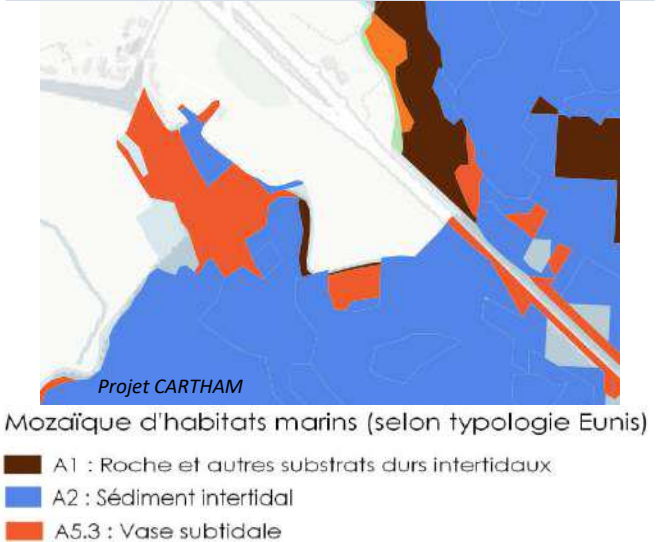 Projet CARTHAM
Mozaïque d'habitats marins (selon typologie Eunis)
A1 : Roche et autres substrats durs intertidaux
A2 : Sédiment intertidal
A5.3 : Vase subtidale